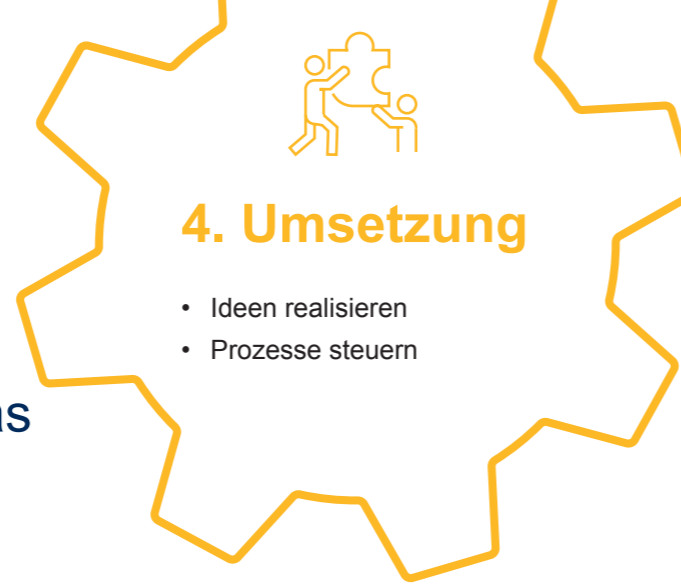 4. Umsetzung
• Ideen realisieren
• Prozesse steuern